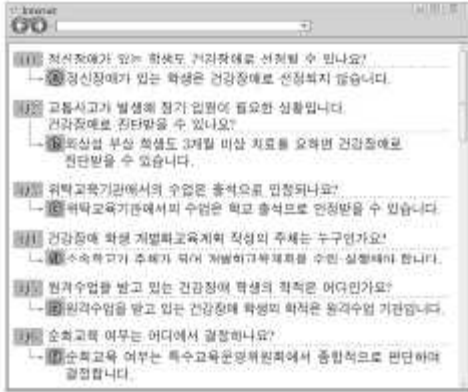 Internet
정신장애가 있는 학생도 건강장애로 선정될 수 있나요?
정신장애가 있는 학생은 건강장애로 선정되지 않습니다.
교통사고가 발생해 장기 입원이 필요한 상황입니다.
건강장애로 진단받을 수 있나요?
외상성 부상 학생도 3개월 이상 치료를 요하면 건강장애로
진단받을 수 있습니다.
위탁교육기관에서의 수업은 출석으로 인정되나요?
위탁교육기관에서의 수업은 학교 출석으로 인정받을 수 있습니다.
건강장애 학생 개별화교육계획 작성의 주체는 누구인가요?
소속학교가 주체가 되어 개별화교육계획을 수립·실행해야 합니다.
원격수업을 받고 있는 건강장애 학생의 학적은 어디인가요?
원격수업을 받고 있는 건강장애 학생의 학적은 원격수업 기관입니다.
순회교육 여부는 어디에서 결정하나요?
순회교육 여부는 특수교육운영위원회에서 종합적으로 판단하여
결정합니다.